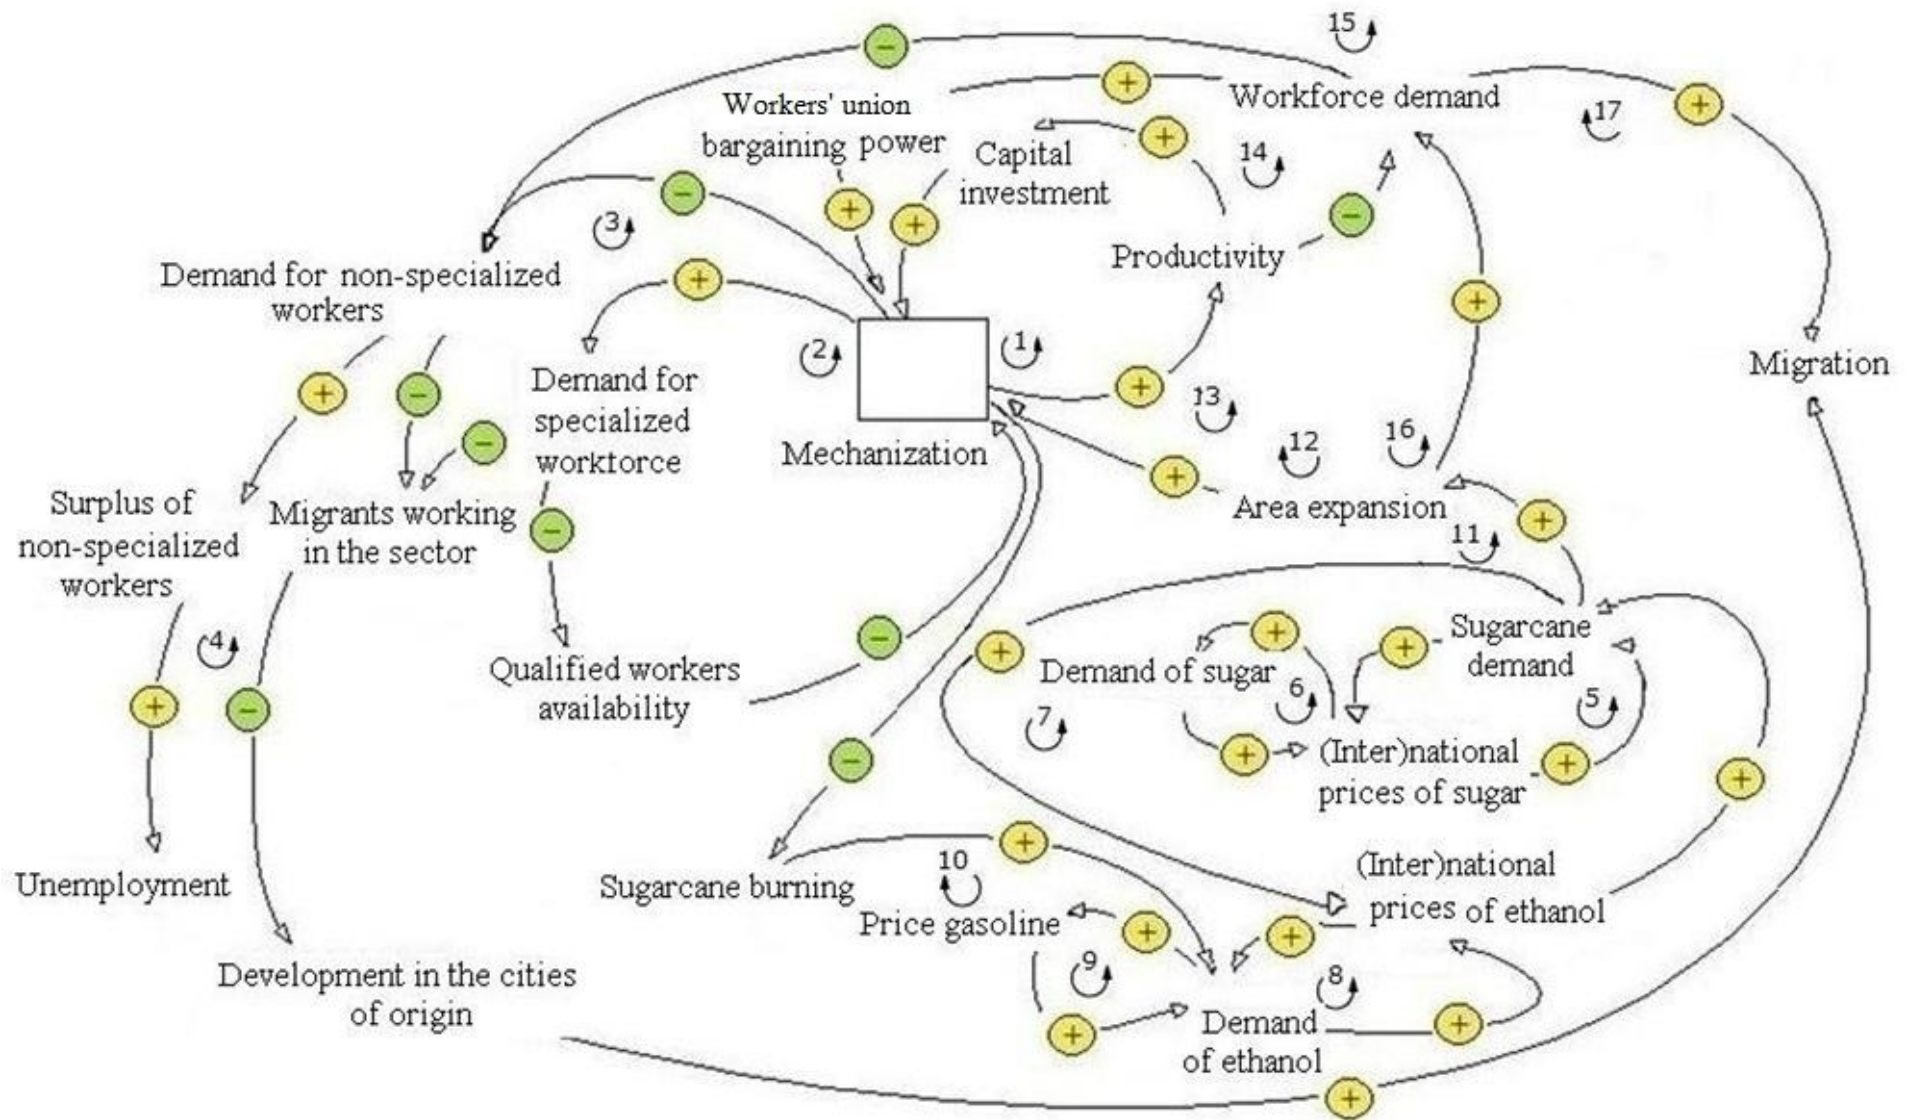 15
Workers' union
bargaining power
Workforce demand
17
Capital
investment
14
3
Productivity
Demand for non-specialized
workers
2
1
Migration
Demand for
specialized
workforce
13
Mechanization
12
16
Area expansion
11
Surplus of
non-specialized
workers
Migrants working
in the sector
4
Qualified workers
availability
Sugarcane
demand
Demand of sugar
6
5
7
(Inter)national
prices of sugar
Unemployment
Sugarcane burning
10
(Inter)national
prices of ethanol
Price gasoline
9
8
Development in the cities
of origin
Demand
of ethanol